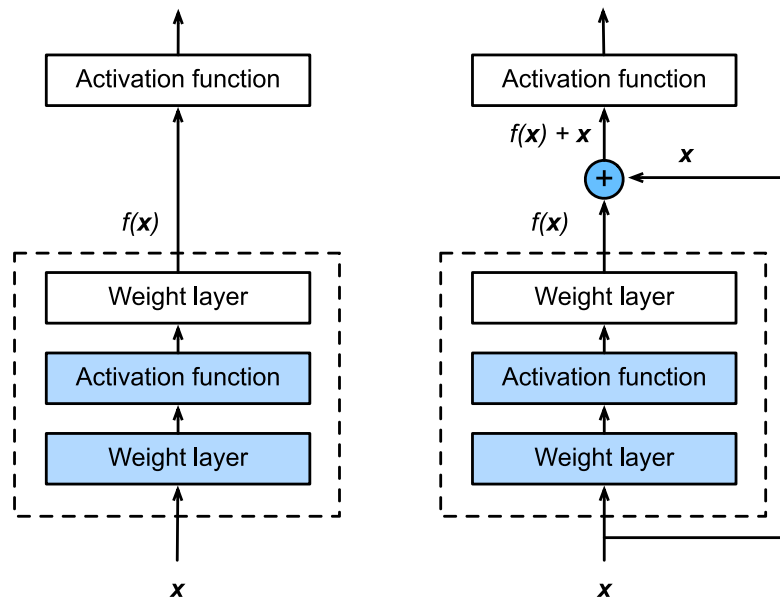 Activation function
f(x)
Weight layer
Activation function
Weight layer
x
Activation function
f(x) + x
x
+
f(x)
Weight layer
Activation function
Weight layer
x